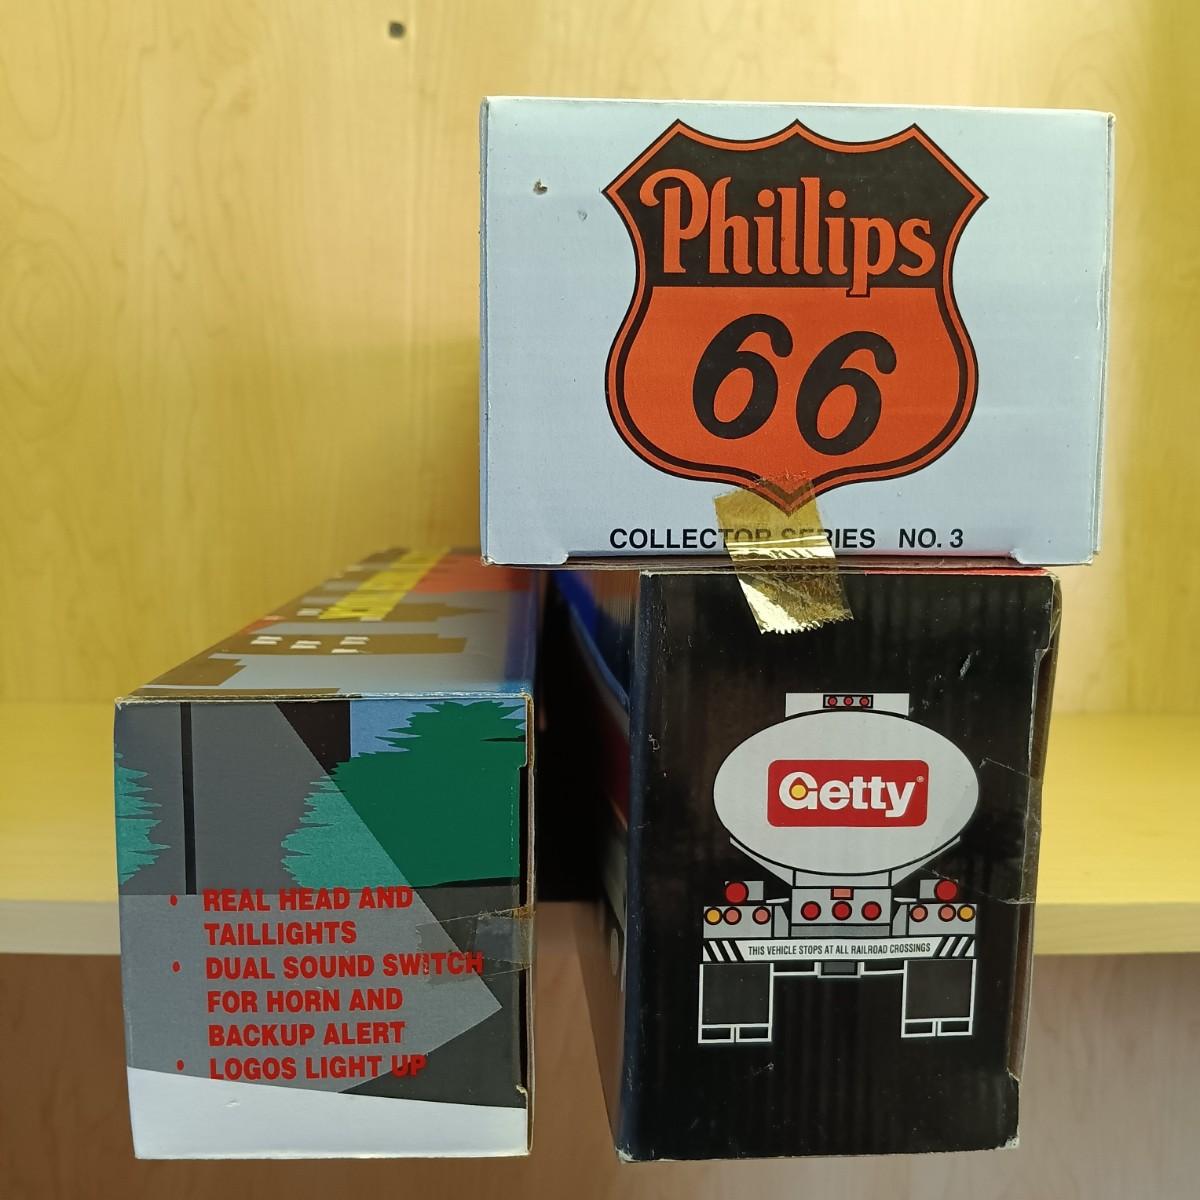 Phillips
66
COLLECTOR SERIES NO. 3
Getty®
THIS VEHICLE STOPS AT ALL RAILROAD CROSSINGS
• REAL HEAD AND
TAILLIGHTS
• DUAL SOUND SWITCH
FOR HORN AND
BACKUP ALERT
• LOGOS LIGHT UP